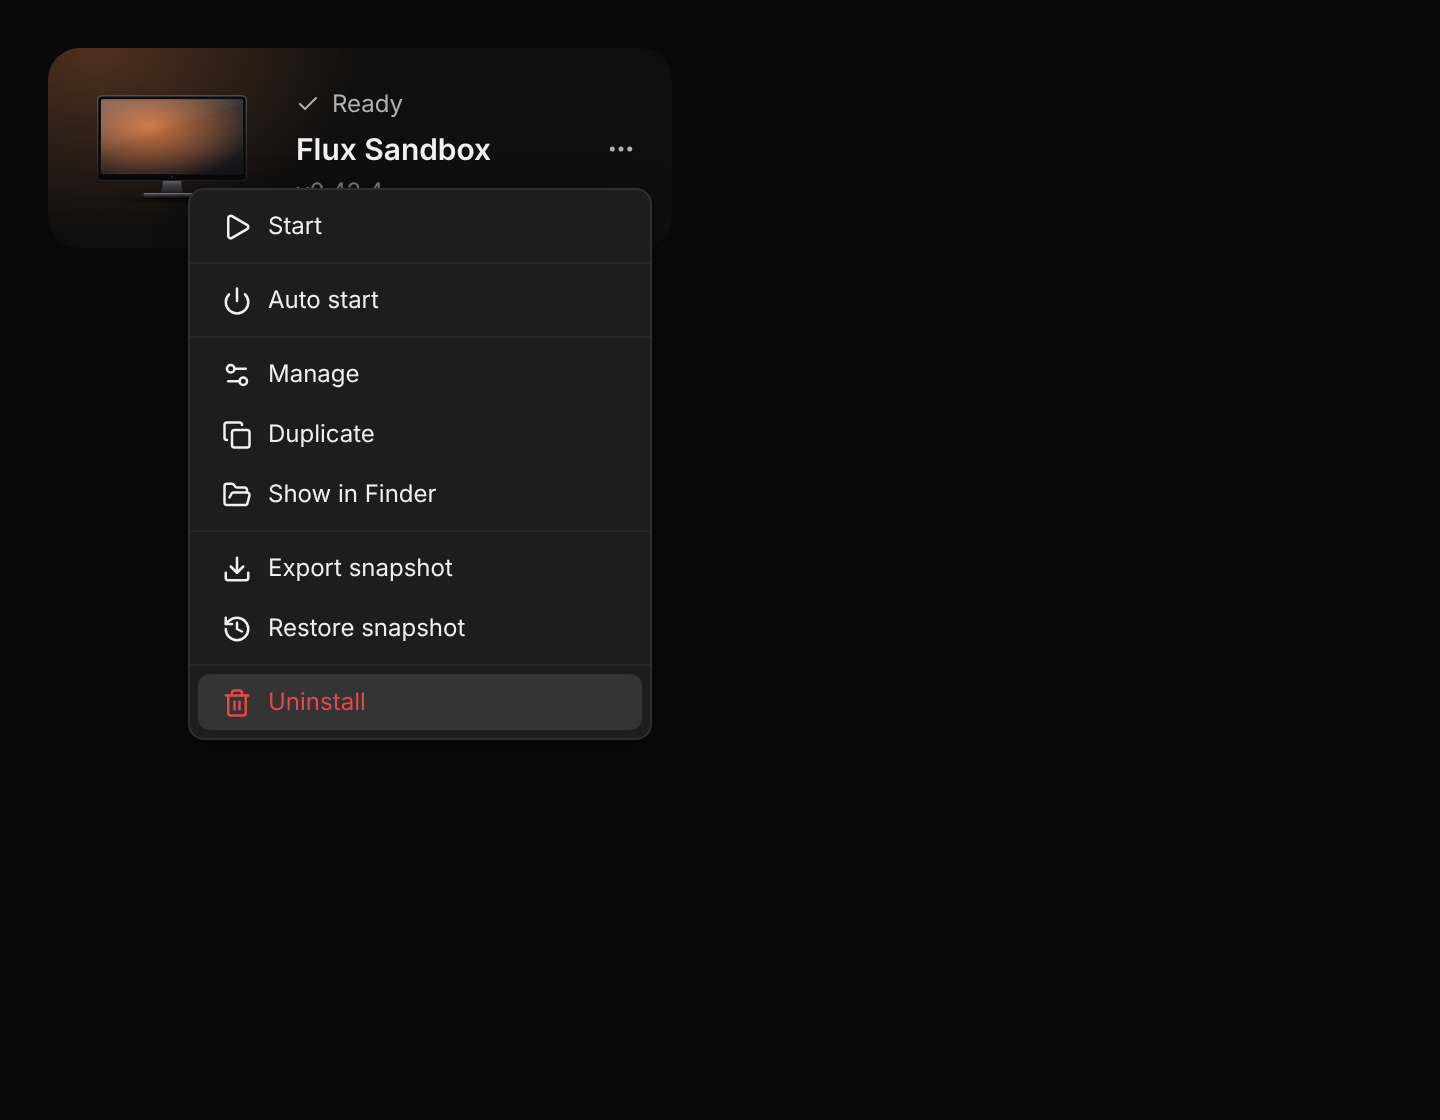 Ready
Flux Sandbox
Start
Auto start
Manage
Duplicate
Show in Finder
Export snapshot
Restore snapshot
Uninstall